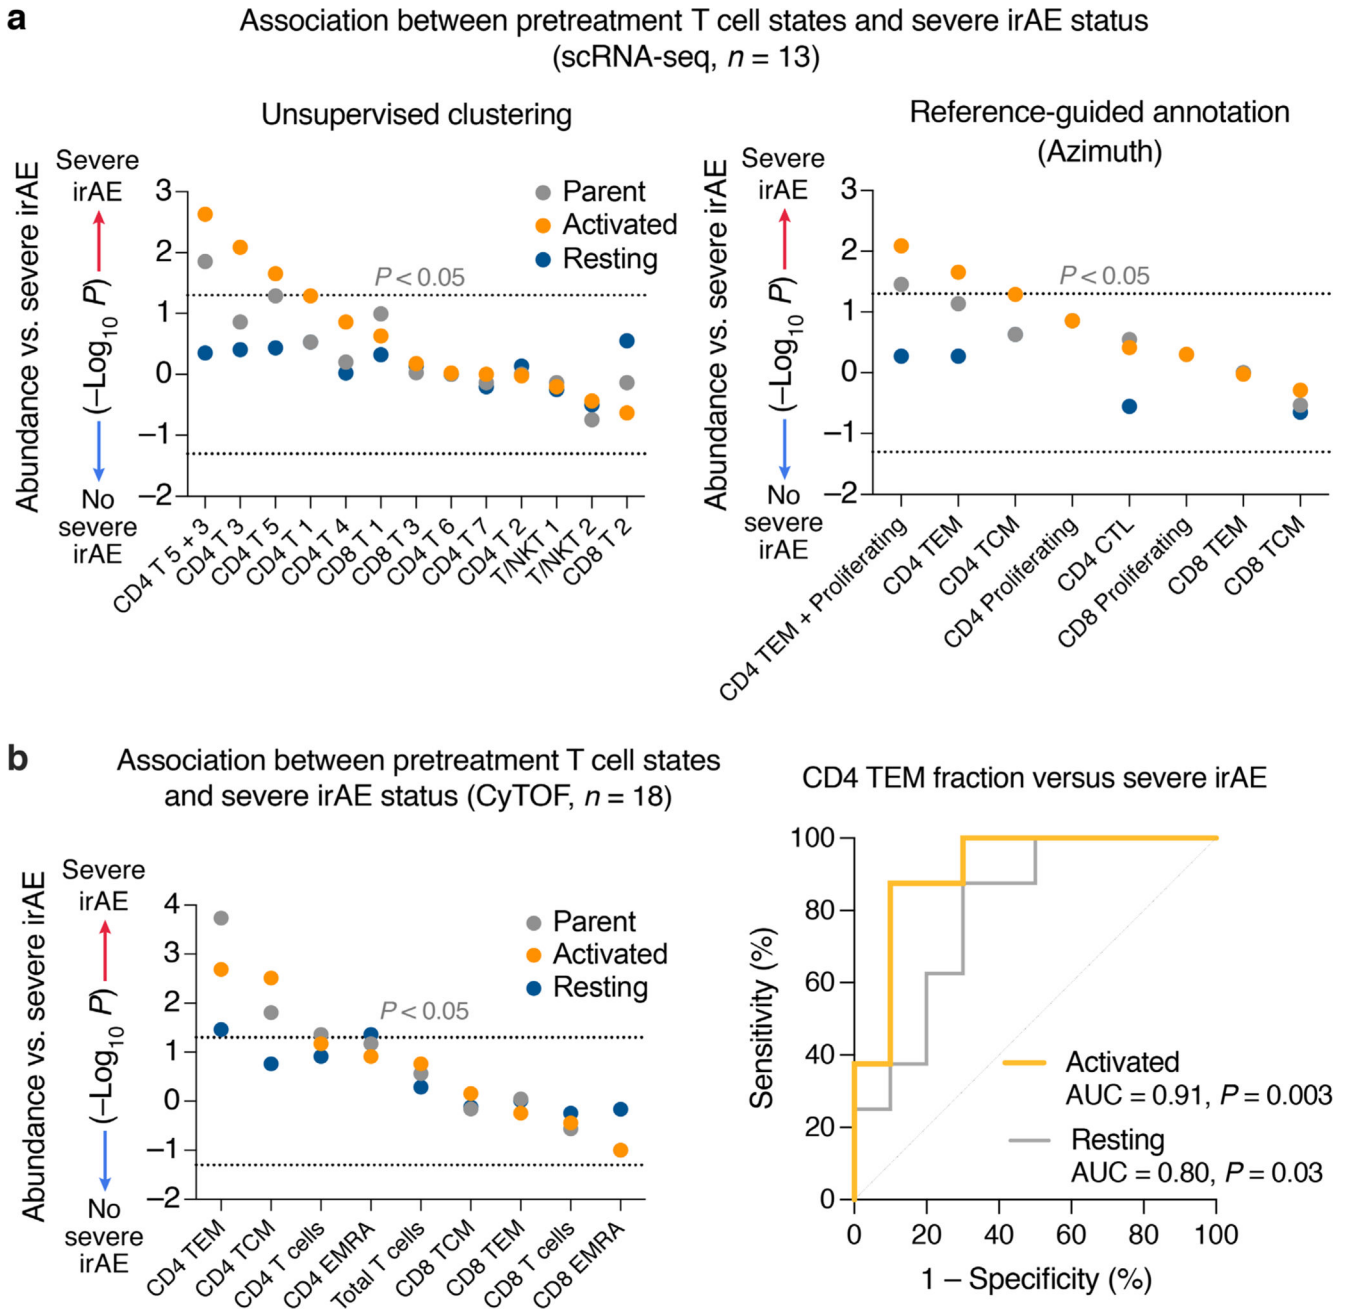 a
Association between pretreatment T cell states and severe irAE status
(scRNA-seq, n = 13)
Unsupervised clustering
Abundance vs. severe irAE
(–Log10 P)
Severe
irAE
No
severe
irAE
3
2
1
0
–1
–2
Parent
Activated
Resting
P < 0.05
CD4 T 5 +3
CD4 T 3
CD4 T 5
CD4 T 1
CD4 T 4
CD8 T 1
CD8 T 3
CD4 T 6
CD4 T 7
CD4 T 2
T/NKT 1
T/NKT 2
CD8 T 2
Reference-guided annotation
(Azimuth)
Abundance vs. severe irAE
(–Log10 P)
Severe
irAE
No
severe
irAE
3
2
1
0
–1
–2
P < 0.05
CD4 TEM + Proliferating
CD4 TEM
CD4 TCM
CD4 Proliferating
CD4 CTL
CD8 Proliferating
CD8 TEM
CD8 TCM
b
Association between pretreatment T cell states
and severe irAE status (CyTOF, n = 18)
Abundance vs. severe irAE
(–Log10 P)
Severe
irAE
No
severe
irAE
4
3
2
1
0
–1
–2
Parent
Activated
Resting
P < 0.05
CD4 TEM
CD4 TCM
CD4 T cells
CD4 EMRA
Total T cells
CD8 TCM
CD8 TEM
CD8 T cells
CD8 EMRA
CD4 TEM fraction versus severe irAE
Sensitivity (%)
100
80
60
40
20
0
Activated
AUC = 0.91, P = 0.003
Resting
AUC = 0.80, P = 0.03
0 20 40 60 80 100
1 – Specificity (%)